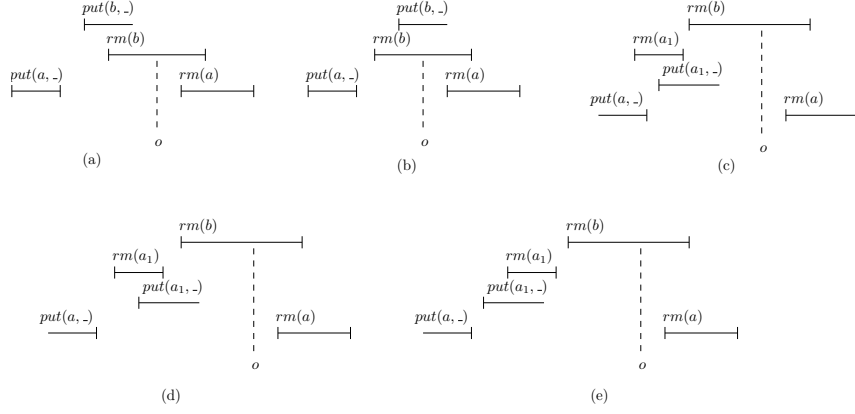 put(b, _)
rm(b)
put(a, _)
rm(a)
o
(a)
put(b, _)
rm(b)
put(a, _)
rm(a)
o
(b)
rm(b)
rm(a₁)
put(a₁, _)
put(a, _)
rm(a)
o
(c)
rm(b)
rm(a₁)
put(a₁, _)
put(a, _)
rm(a)
o
(d)
rm(b)
rm(a₁)
put(a₁, _)
put(a, _)
rm(a)
o
(e)